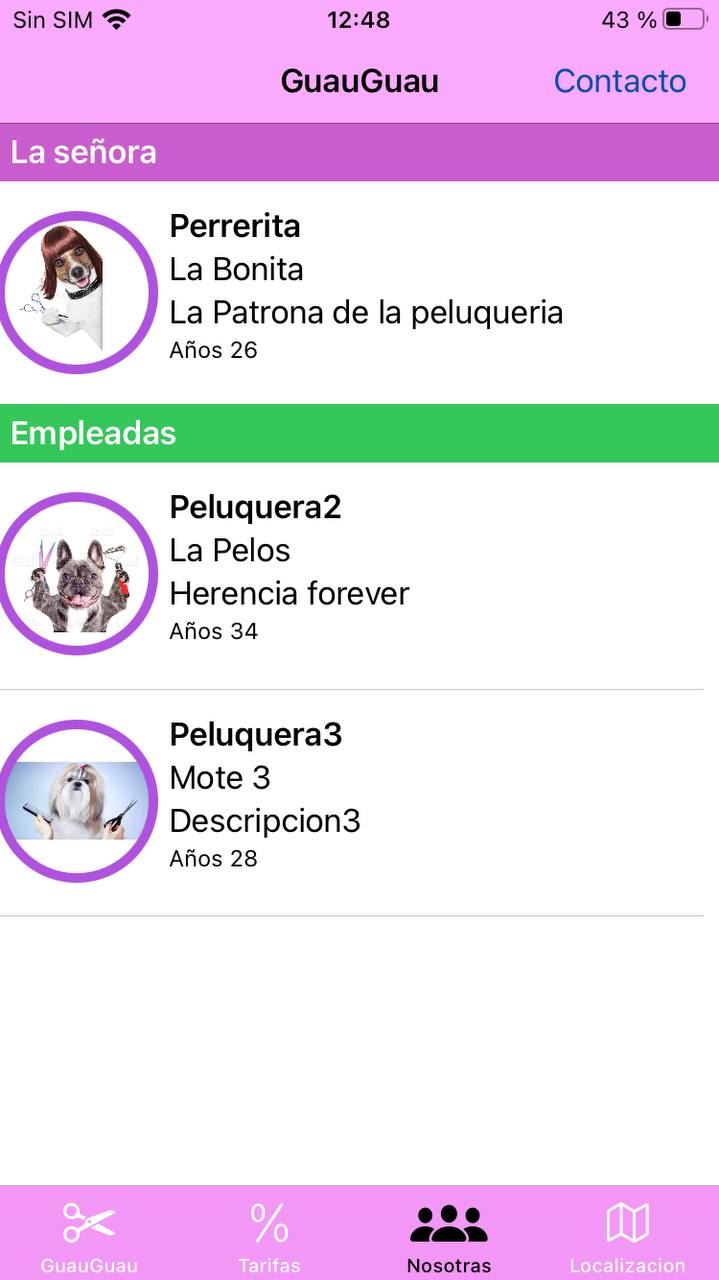 Sin SIM 12:48 43 %
GuauGuau Contacto
La señora
Perrerita
La Bonita
La Patrona de la peluqueria
Años 26
Empleadas
Peluquera2
La Pelos
Herencia forever
Años 34
Peluquera3
Mote 3
Descripcion3
Años 28
GuauGuau Tarifas Nosotras Localizacion